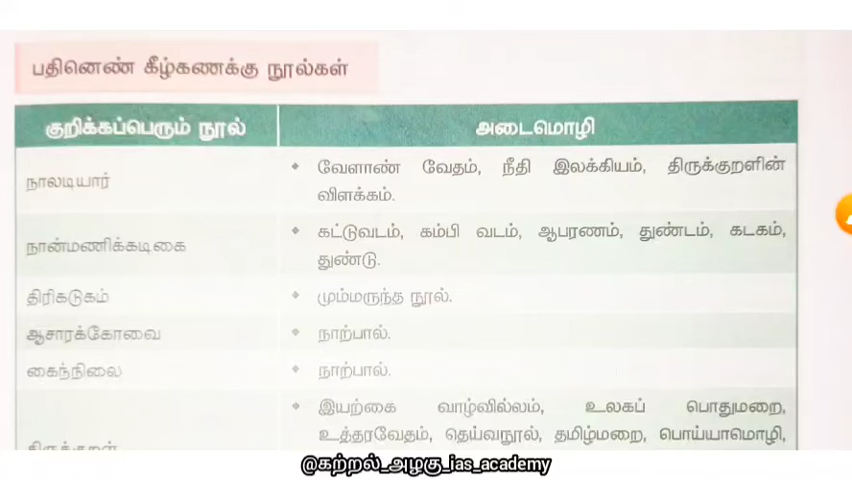 பதினெண் கீழ்கணக்கு நூல்கள்
குறிக்கப்பெரும் நூல் அடைமொழி
நாலடியார் வேளாண் வேதம், நீதி இலக்கியம், திருக்குறளின்
விளக்கம்.
நான்மணிக்கடிகை கட்டுவடம், கம்பி வடம், ஆபரணம், துண்டம், கடகம்,
துண்டு.
திரிகடுகம் மும்மருந்த நூல்.
ஆசாரக்கோவை நாற்பால்.
கைந்நிலை நாற்பால்.
இயற்கை வாழ்வில்லம், உலகப் பொதுமறை,
திருக்குறள் உத்தரவேதம், தெய்வநூல், தமிழ்மறை, பொய்யாமொழி,
@கற்றல்_அழகு_ias_academy